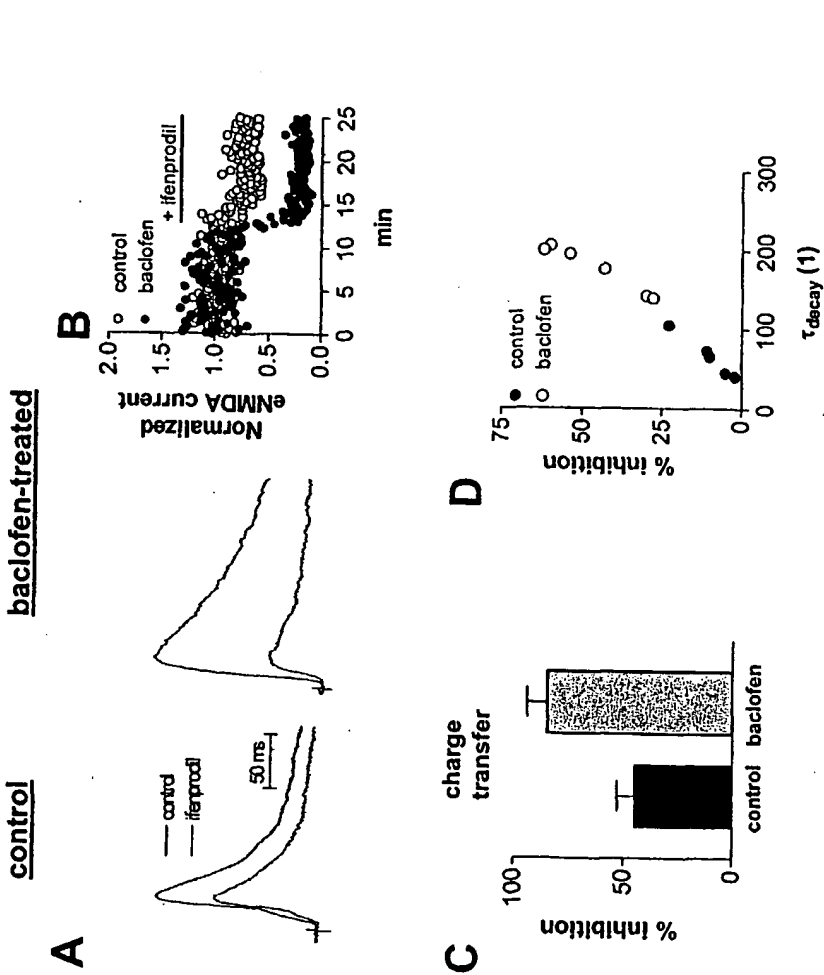 control
baclofen-treated
A
control
ifenprodil
50 ms
B
control
baclofen
+ ifenprodil
Normalized
eNMDA current
2.0
1.5
1.0
0.5
0.0
0
5
10
15
20
25
min
C
charge
transfer
% inhibition
100
50
0
control
baclofen
D
control
baclofen
% inhibition
75
50
25
0
0
100
200
300
τdecay (1)